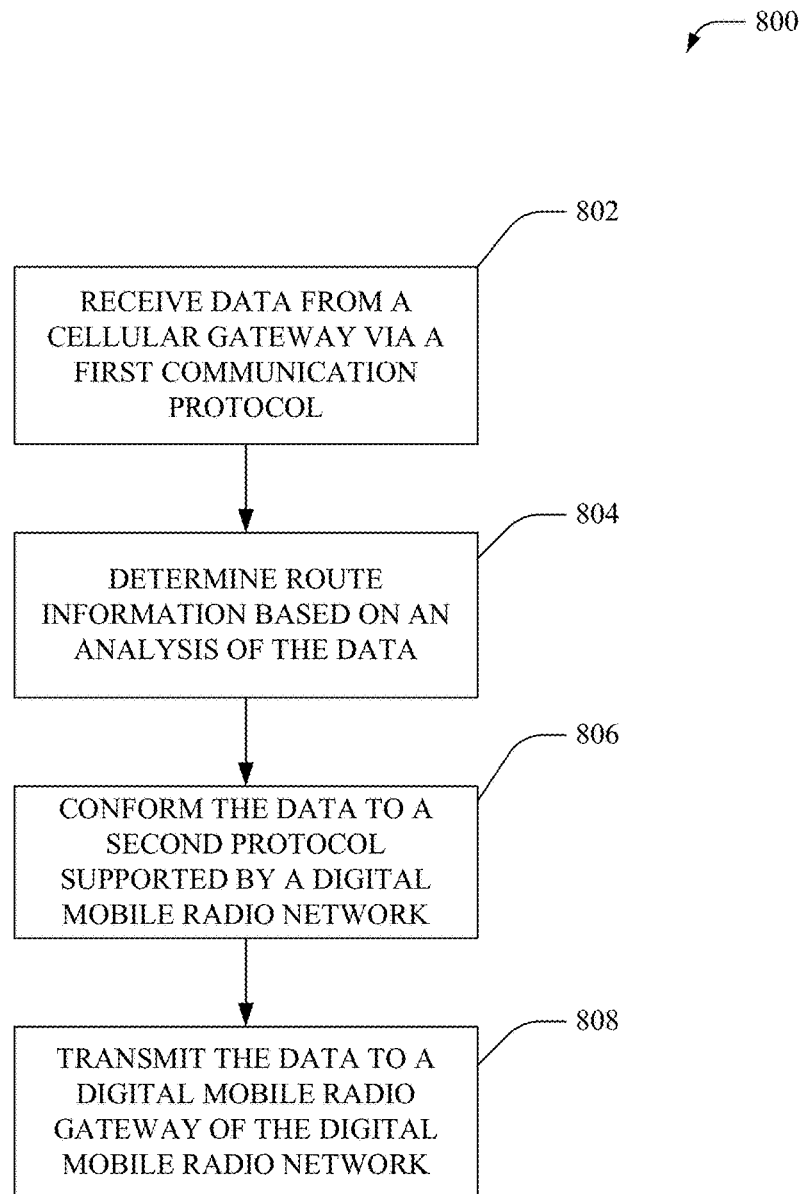 800
802
RECEIVE DATA FROM A
CELLULAR GATEWAY VIA A
FIRST COMMUNICATION
PROTOCOL
804
DETERMINE ROUTE
INFORMATION BASED ON AN
ANALYSIS OF THE DATA
806
CONFORM THE DATA TO A
SECOND PROTOCOL
SUPPORTED BY A DIGITAL
MOBILE RADIO NETWORK
808
TRANSMIT THE DATA TO A
DIGITAL MOBILE RADIO
GATEWAY OF THE DIGITAL
MOBILE RADIO NETWORK